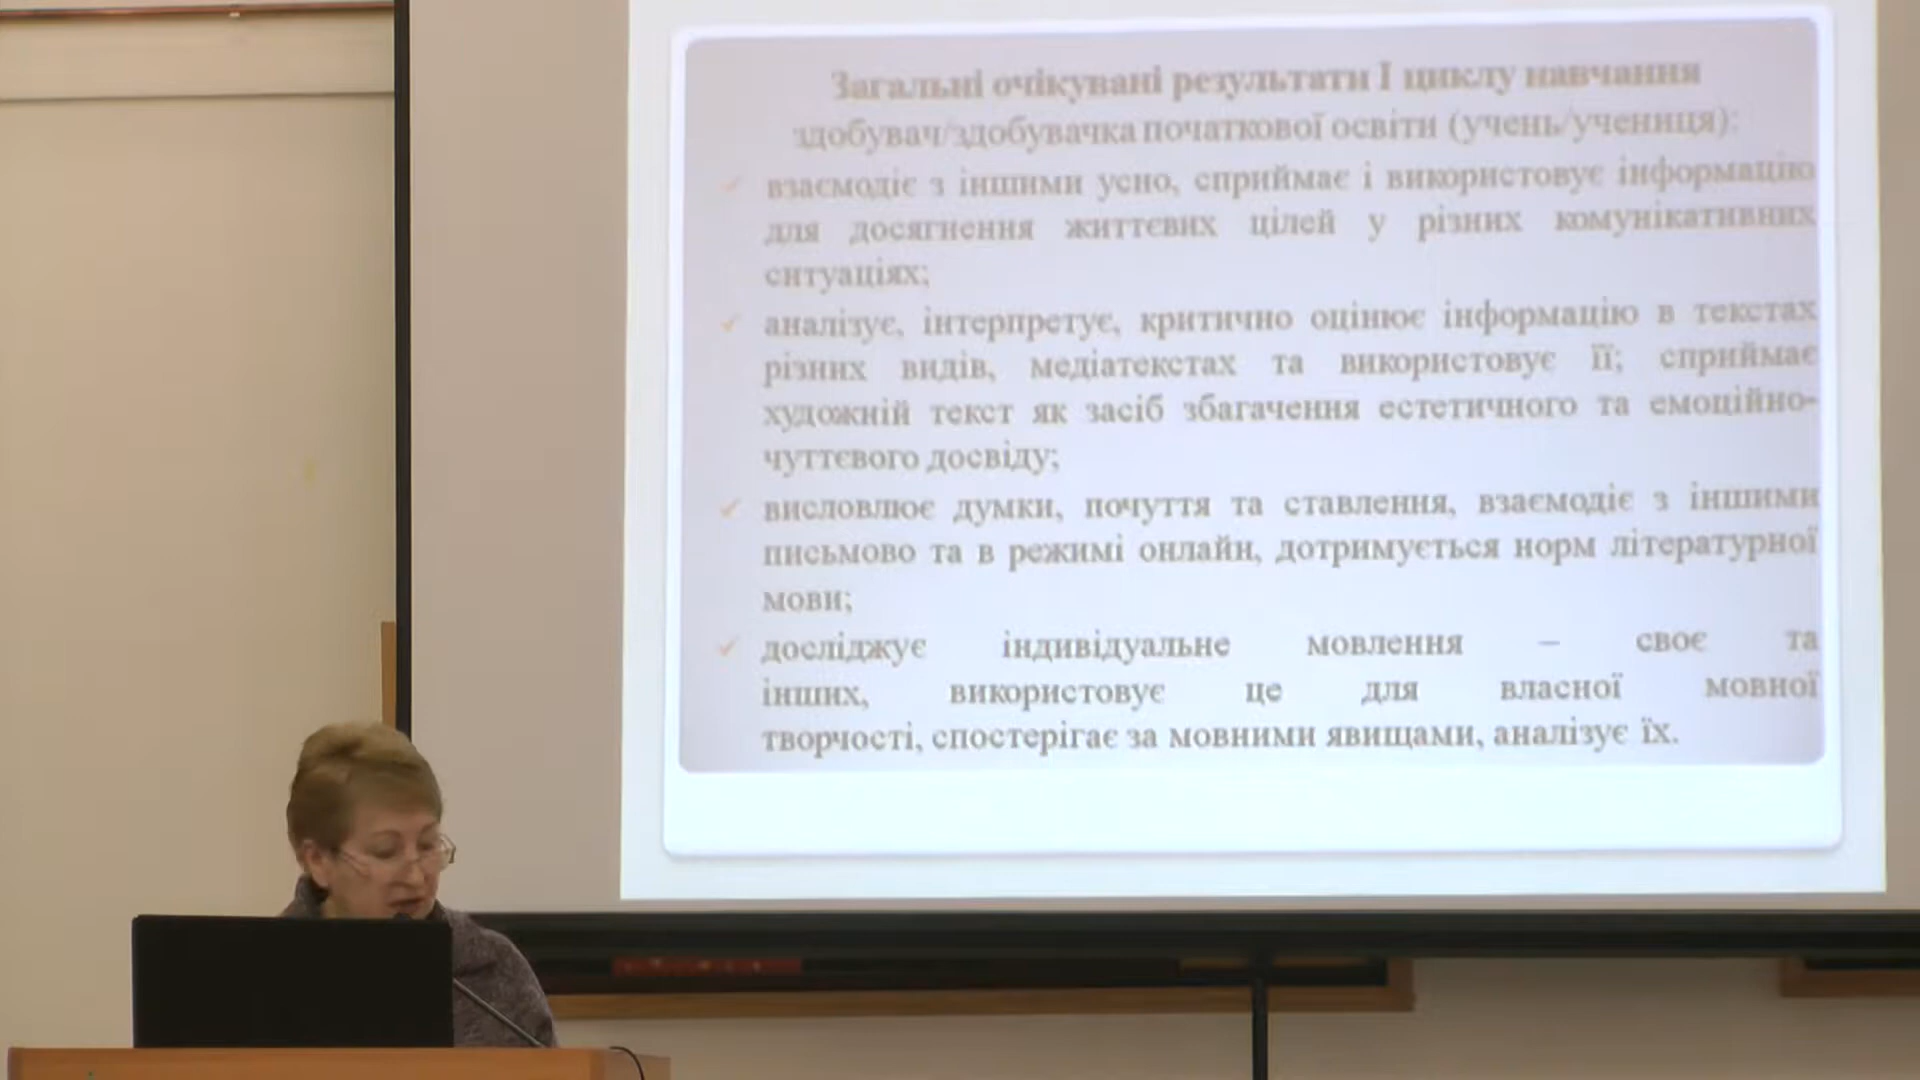 Загальні очікувані результати І циклу навчання
здобувач/здобувачка початкової освіти (учень/учениця):
взаємодіє з іншими усно, сприймає і використовує інформацію
для досягнення життєвих цілей у різних комунікативних
ситуаціях;
аналізує, інтерпретує, критично оцінює інформацію в текстах
різних видів, медіатекстах та використовує її; сприймає
художній текст як засіб збагачення естетичного та емоційно-
чуттєвого досвіду;
висловлює думки, почуття та ставлення, взаємодіє з іншими
письмово та в режимі онлайн, дотримується норм літературної
мови;
досліджує індивідуальне мовлення – своє та
інших, використовує це для власної мовної
творчості, спостерігає за мовними явищами, аналізує їх.